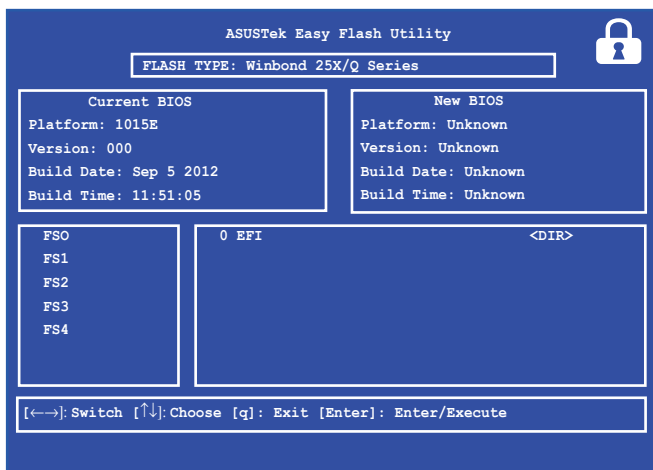 ASUSTek Easy Flash Utility
FLASH TYPE: Winbond 25X/Q Series
Current BIOS
Platform: 1015E
Version: 000
Build Date: Sep 5 2012
Build Time: 11:51:05
New BIOS
Platform: Unknown
Version: Unknown
Build Date: Unknown
Build Time: Unknown
FSO
FS1
FS2
FS3
FS4
0 EFI <DIR>
[←→]: Switch [↑↓]: Choose [q]: Exit [Enter]: Enter/Execute